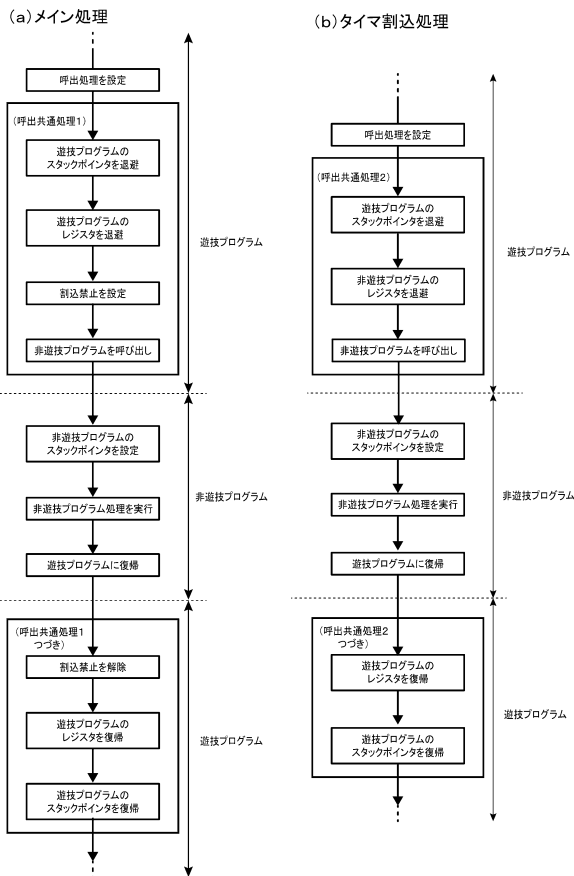 (a)メイン処理
呼出処理を設定
(呼出共通処理1)
遊技プログラムの
スタックポインタを退避
遊技プログラムの
レジスタを退避
割込禁止を設定
非遊技プログラムを呼び出し
遊技プログラム
非遊技プログラムの
スタックポインタを設定
非遊技プログラム処理を実行
遊技プログラムに復帰
非遊技プログラム
(呼出共通処理1
つづき)
割込禁止を解除
遊技プログラムの
レジスタを復帰
遊技プログラムの
スタックポインタを復帰
遊技プログラム
(b)タイマ割込処理
呼出処理を設定
(呼出共通処理2)
遊技プログラムの
スタックポインタを退避
非遊技プログラムの
レジスタを退避
非遊技プログラムを呼び出し
遊技プログラム
非遊技プログラムの
スタックポインタを設定
非遊技プログラム処理を実行
遊技プログラムに復帰
非遊技プログラム
(呼出共通処理2
つづき)
遊技プログラムの
レジスタを復帰
遊技プログラムの
スタックポインタを復帰
遊技プログラム